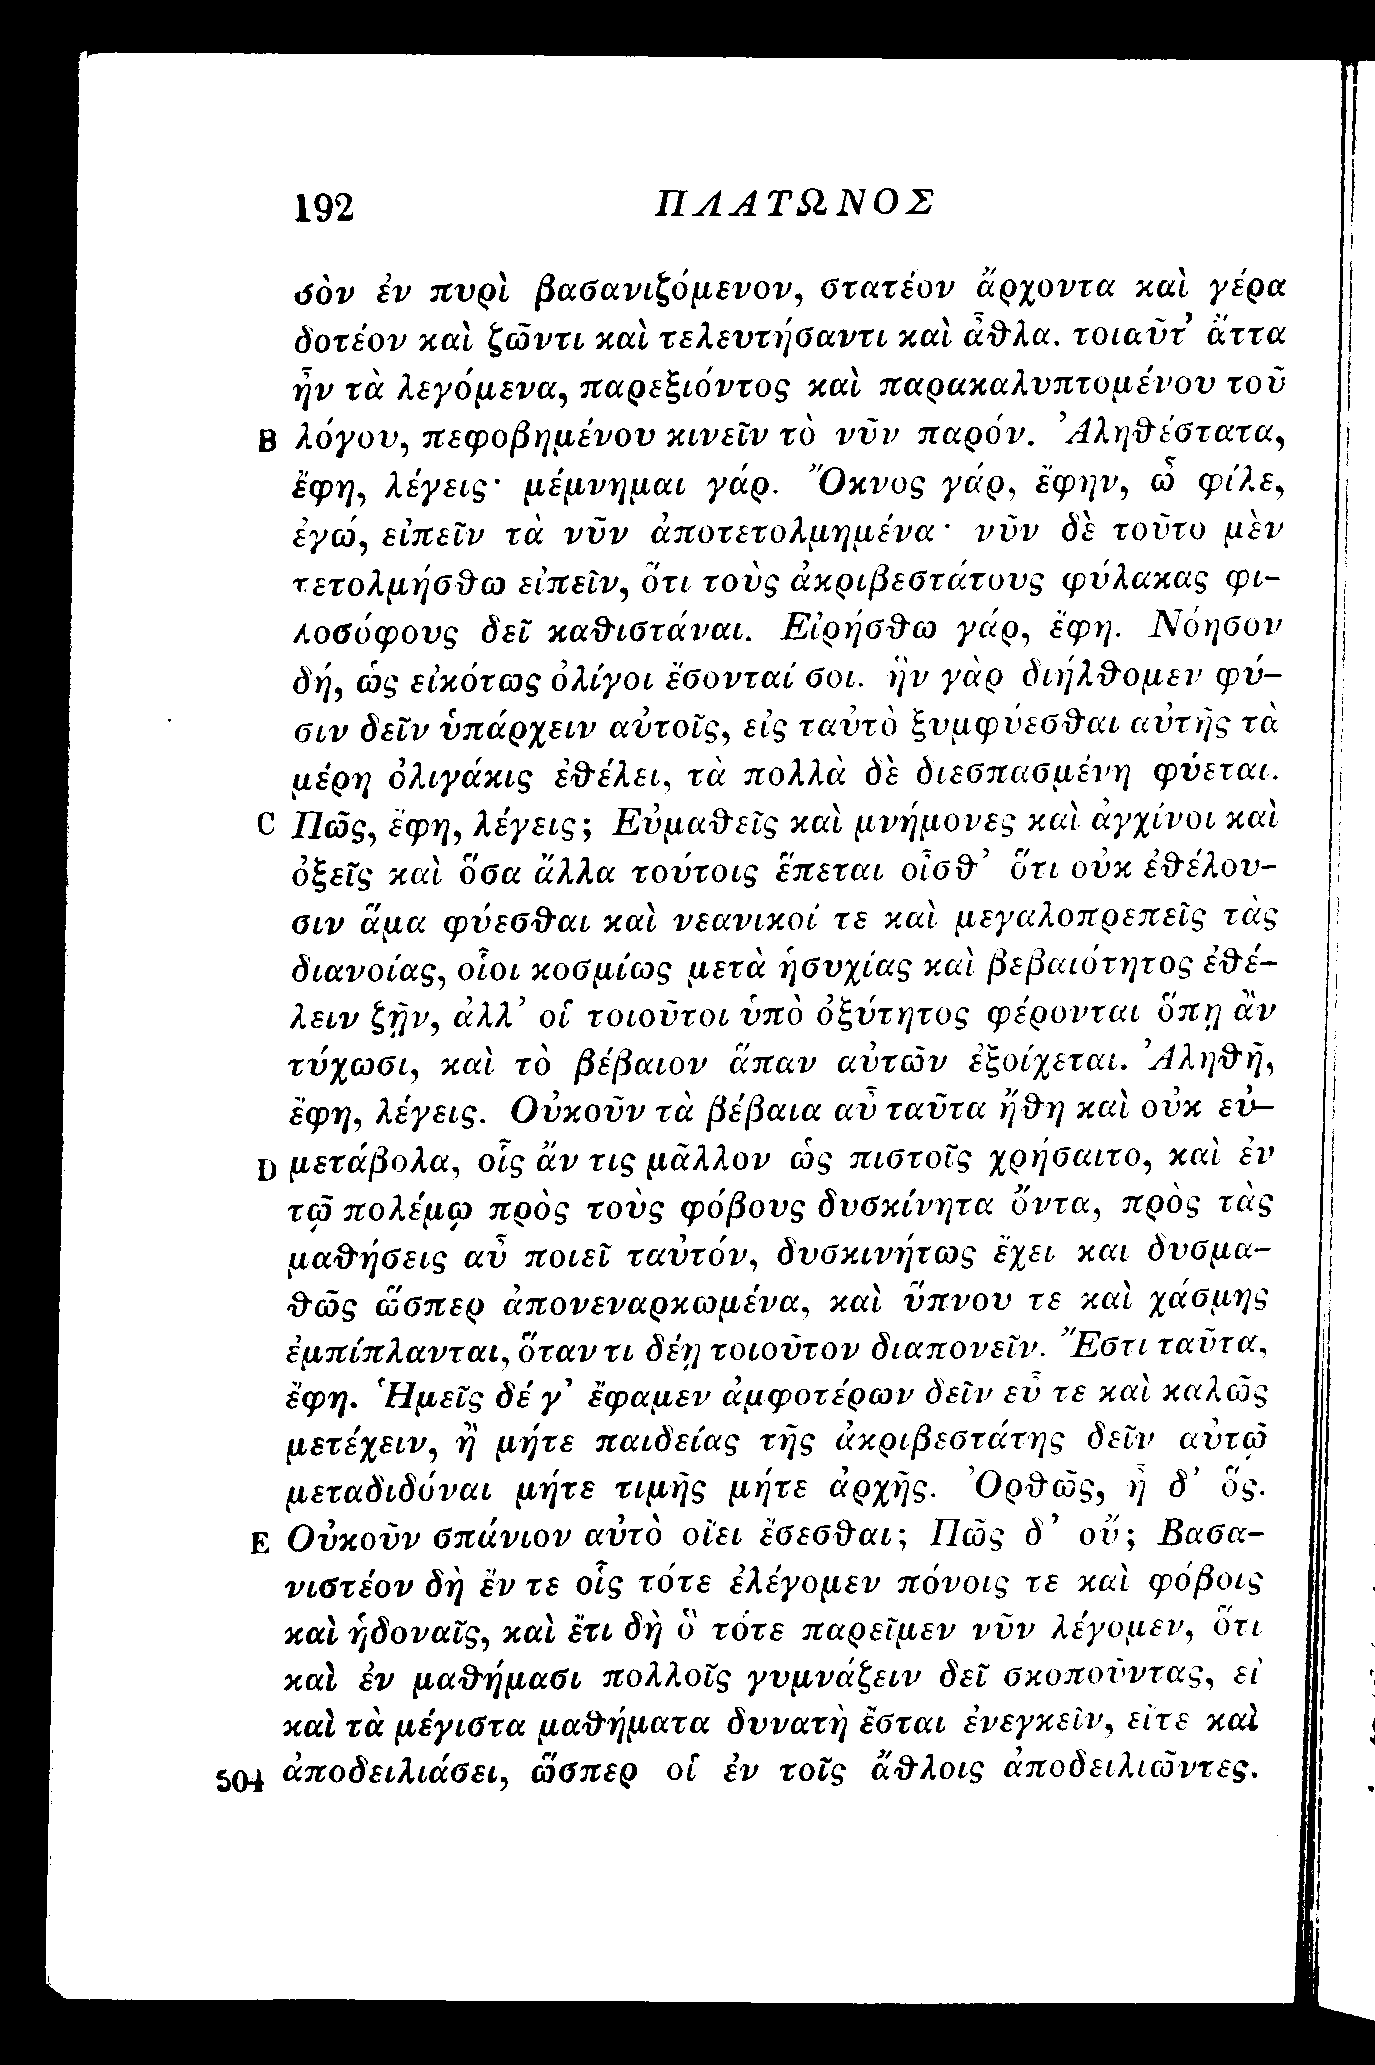 192 ΠΛΑΤΩΝΟΣ
σὸν ἐν πυρὶ βασανιζόμενον, στατέον ἄρχοντα καὶ γέρα
δοτέον καὶ ζῶντι καὶ τελευτήσαντι καὶ ἆθλα. τοιαῦτ’ ἄττα
ἦν τὰ λεγόμενα, παρεξιόντος καὶ παρακαλυπτομένου τοῦ
B λόγου, πεφοβημένου κινεῖν τὸ νῦν παρόν. Ἀληθέστατα,
ἔφη, λέγεις· μέμνημαι γάρ. Ὄκνος γάρ, ἔφην, ὦ φίλε,
ἐγώ, εἰπεῖν τὰ νῦν ἀποτετολμημένα· νῦν δὲ τοῦτο μὲν
τετολμήσθω εἰπεῖν, ὅτι τοὺς ἀκριβεστάτους φύλακας φι-
λοσόφους δεῖ καθιστάναι. Εἰρήσθω γάρ, ἔφη. Νόησον
δή, ὡς εἰκότως ὀλίγοι ἔσονταί σοι. ἣν γὰρ διήλθομεν φύ-
σιν δεῖν ὑπάρχειν αὐτοῖς, εἰς ταὐτὸ ξυμφύεσθαι αὐτῆς τὰ
μέρη ὀλιγάκις ἐθέλει, τὰ πολλὰ δὲ διεσπασμένη φύεται.
C Πῶς, ἔφη, λέγεις; Εὐμαθεῖς καὶ μνήμονες καὶ ἀγχίνοι καὶ
ὀξεῖς καὶ ὅσα ἄλλα τούτοις ἕπεται οἶσθ’ ὅτι οὐκ ἐθέλου-
σιν ἅμα φύεσθαι καὶ νεανικοί τε καὶ μεγαλοπρεπεῖς τὰς
διανοίας, οἷοι κοσμίως μετὰ ἡσυχίας καὶ βεβαιότητος ἐθέ-
λειν ζῆν, ἀλλ’ οἱ τοιοῦτοι ὑπὸ ὀξύτητος φέρονται ὅπῃ ἂν
τύχωσι, καὶ τὸ βέβαιον ἅπαν αὐτῶν ἐξοίχεται. Ἀληθῆ,
ἔφη, λέγεις. Οὐκοῦν τὰ βέβαια αὖ ταῦτα ἤθη καὶ οὐκ εὐ-
D μετάβολα, οἷς ἄν τις μᾶλλον ὡς πιστοῖς χρήσαιτο, καὶ ἐν
τῷ πολέμῳ πρὸς τοὺς φόβους δυσκίνητα ὄντα, πρὸς τὰς
μαθήσεις αὖ ποιεῖ ταὐτόν, δυσκινήτως ἔχει και δυσμα-
θῶς ὥσπερ ἀπονεναρκωμένα, καὶ ὕπνου τε καὶ χάσμης
ἐμπίπλανται, ὅταν τι δέῃ τοιοῦτον διαπονεῖν. Ἔστι ταῦτα,
ἔφη. Ἡμεῖς δέ γ’ ἔφαμεν ἀμφοτέρων δεῖν εὖ τε καὶ καλῶς
μετέχειν, ἢ μήτε παιδείας τῆς ἀκριβεστάτης δεῖν αὐτῷ
μεταδιδόναι μήτε τιμῆς μήτε ἀρχῆς. Ὀρθῶς, ἦ δ’ ὅς.
E Οὐκοῦν σπάνιον αὐτὸ οἴει ἔσεσθαι; Πῶς δ’ οὔ; Βασα-
νιστέον δὴ ἔν τε οἷς τότε ἐλέγομεν πόνοις τε καὶ φόβοις
καὶ ἡδοναῖς, καὶ ἔτι δὴ ὃ τότε παρεῖμεν νῦν λέγομεν, ὅτι
καὶ ἐν μαθήμασι πολλοῖς γυμνάζειν δεῖ σκοποῦντας, εἰ
καὶ τὰ μέγιστα μαθήματα δυνατὴ ἔσται ἐνεγκεῖν, εἴτε καὶ
504 ἀποδειλιάσει, ὥσπερ οἱ ἐν τοῖς ἄθλοις ἀποδειλιῶντες.